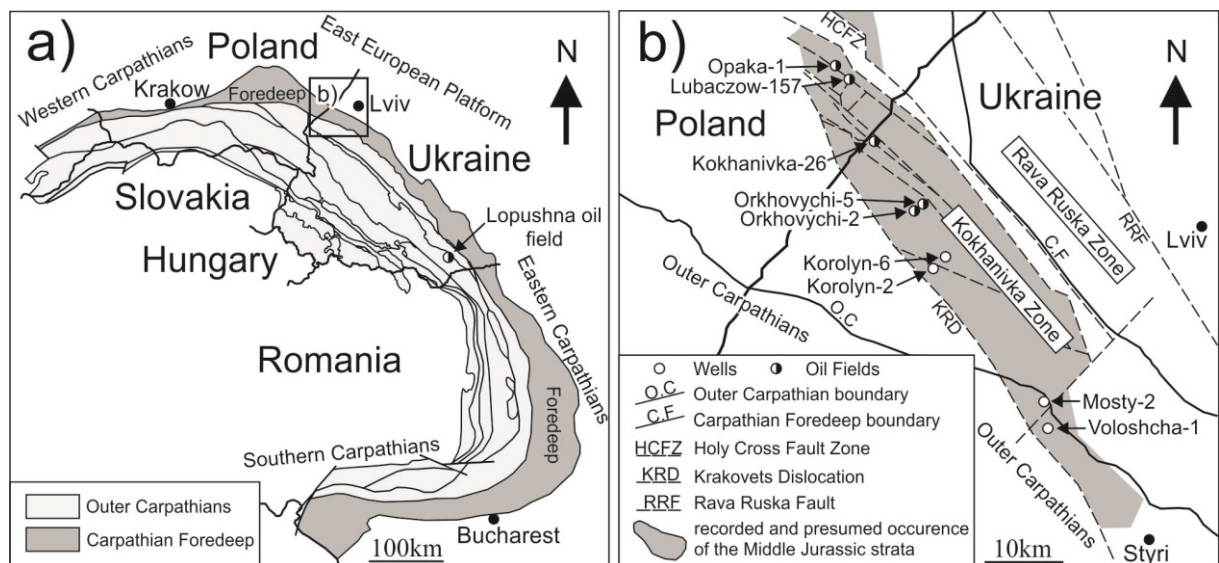 a)
Poland
East European Platform
N
Western Carpathians
Krakow
Foredeep
b)
Lviv
Ukraine
Slovakia
Lopushna oil
field
Hungary
Eastern Carpathians
Romania
Foredeep
Southern Carpathians
Outer Carpathians
Carpathian Foredeep
Bucharest
100km
b)
HCFZ
N
Opaka-1
Lubaczow-157
Ukraine
Poland
Kokhanivka-26
Rava Ruska Zone
RRF
Orkhovychi-5
Orkhovychi-2
Lviv
C.F
Kokhanivka Zone
Korolyn-6
Korolyn-2
Outer Carpathians
O.C
KRD
Wells
Oil Fields
O.C
Outer Carpathian boundary
C.F
Carpathian Foredeep boundary
HCFZ
Holy Cross Fault Zone
KRD
Krakovets Dislocation
RRF
Rava Ruska Fault
recorded and presumed occurence
of the Middle Jurassic strata
Mosty-2
Voloshcha-1
Outer Carpathians
Styri
10km